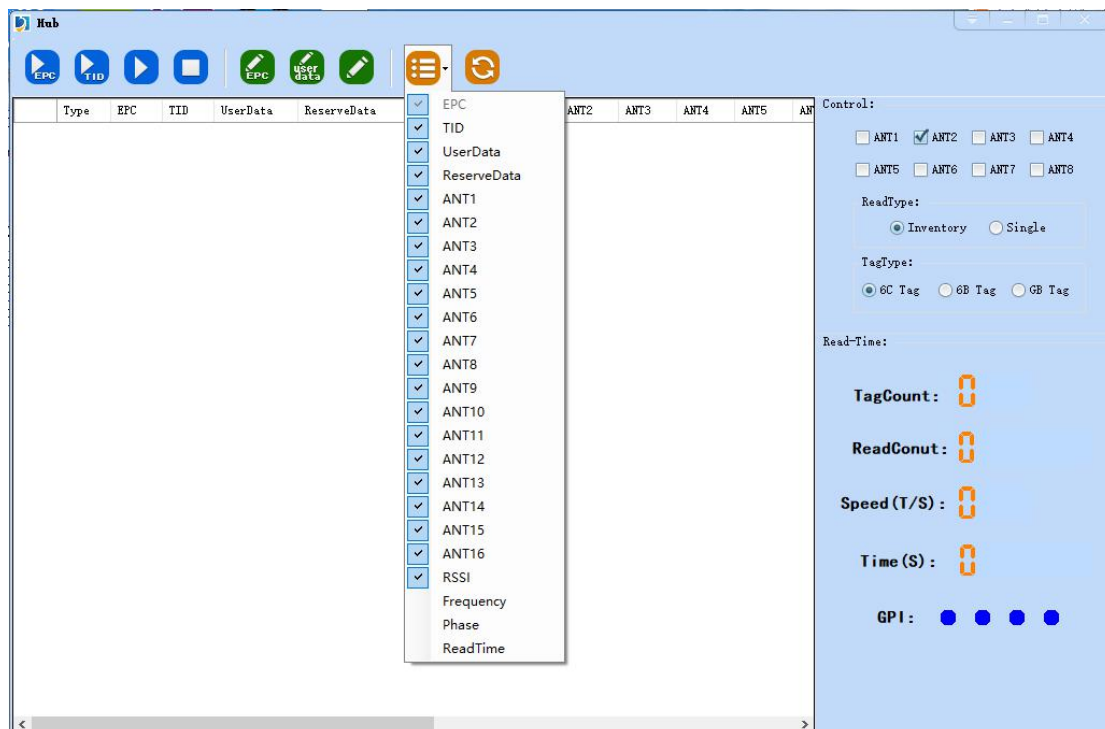 Hub
EPC TID EPC user data
Type EPC TID UserData ReserveData ANT2 ANT3 ANT4 ANT5 AN
EPC
TID
UserData
ReserveData
ANT1
ANT2
ANT3
ANT4
ANT5
ANT6
ANT7
ANT8
ANT9
ANT10
ANT11
ANT12
ANT13
ANT14
ANT15
ANT16
RSSI
Frequency
Phase
ReadTime
Control:
ANT1 ANT2 ANT3 ANT4
ANT5 ANT6 ANT7 ANT8
ReadType:
Inventory Single
TagType:
6C Tag 6B Tag GB Tag
Read-Time:
TagCount: 0
ReadConut: 0
Speed(T/S): 0
Time(S): 0
GPI: